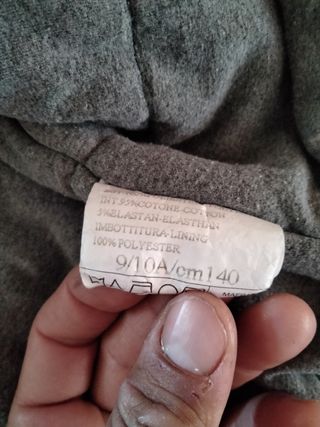 INT.95%COTONE-COTTON
5%ELASTAN-ELASTHAN
IMBOTTITURA-LINING
100%POLYESTER
9/10A/cm140